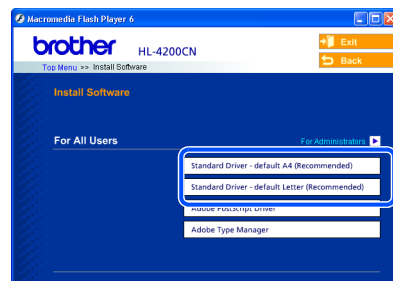 Macromedia Flash Player 6
brother HL-4200CN
Exit
Back
Top Menu >> Install Software
Install Software
For All Users
For Administrators
Standard Driver - default A4 (Recommended)
Standard Driver - default Letter (Recommended)
Adobe PostScript Driver
Adobe Type Manager